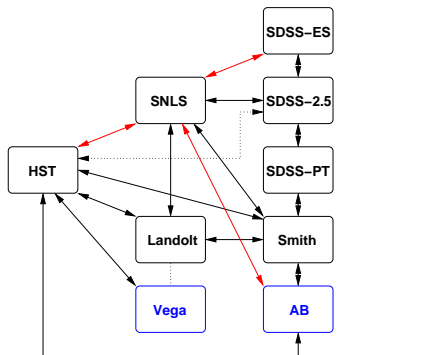 SDSS–ES
SNLS
SDSS–2.5
HST
SDSS–PT
Landolt
Smith
Vega
AB